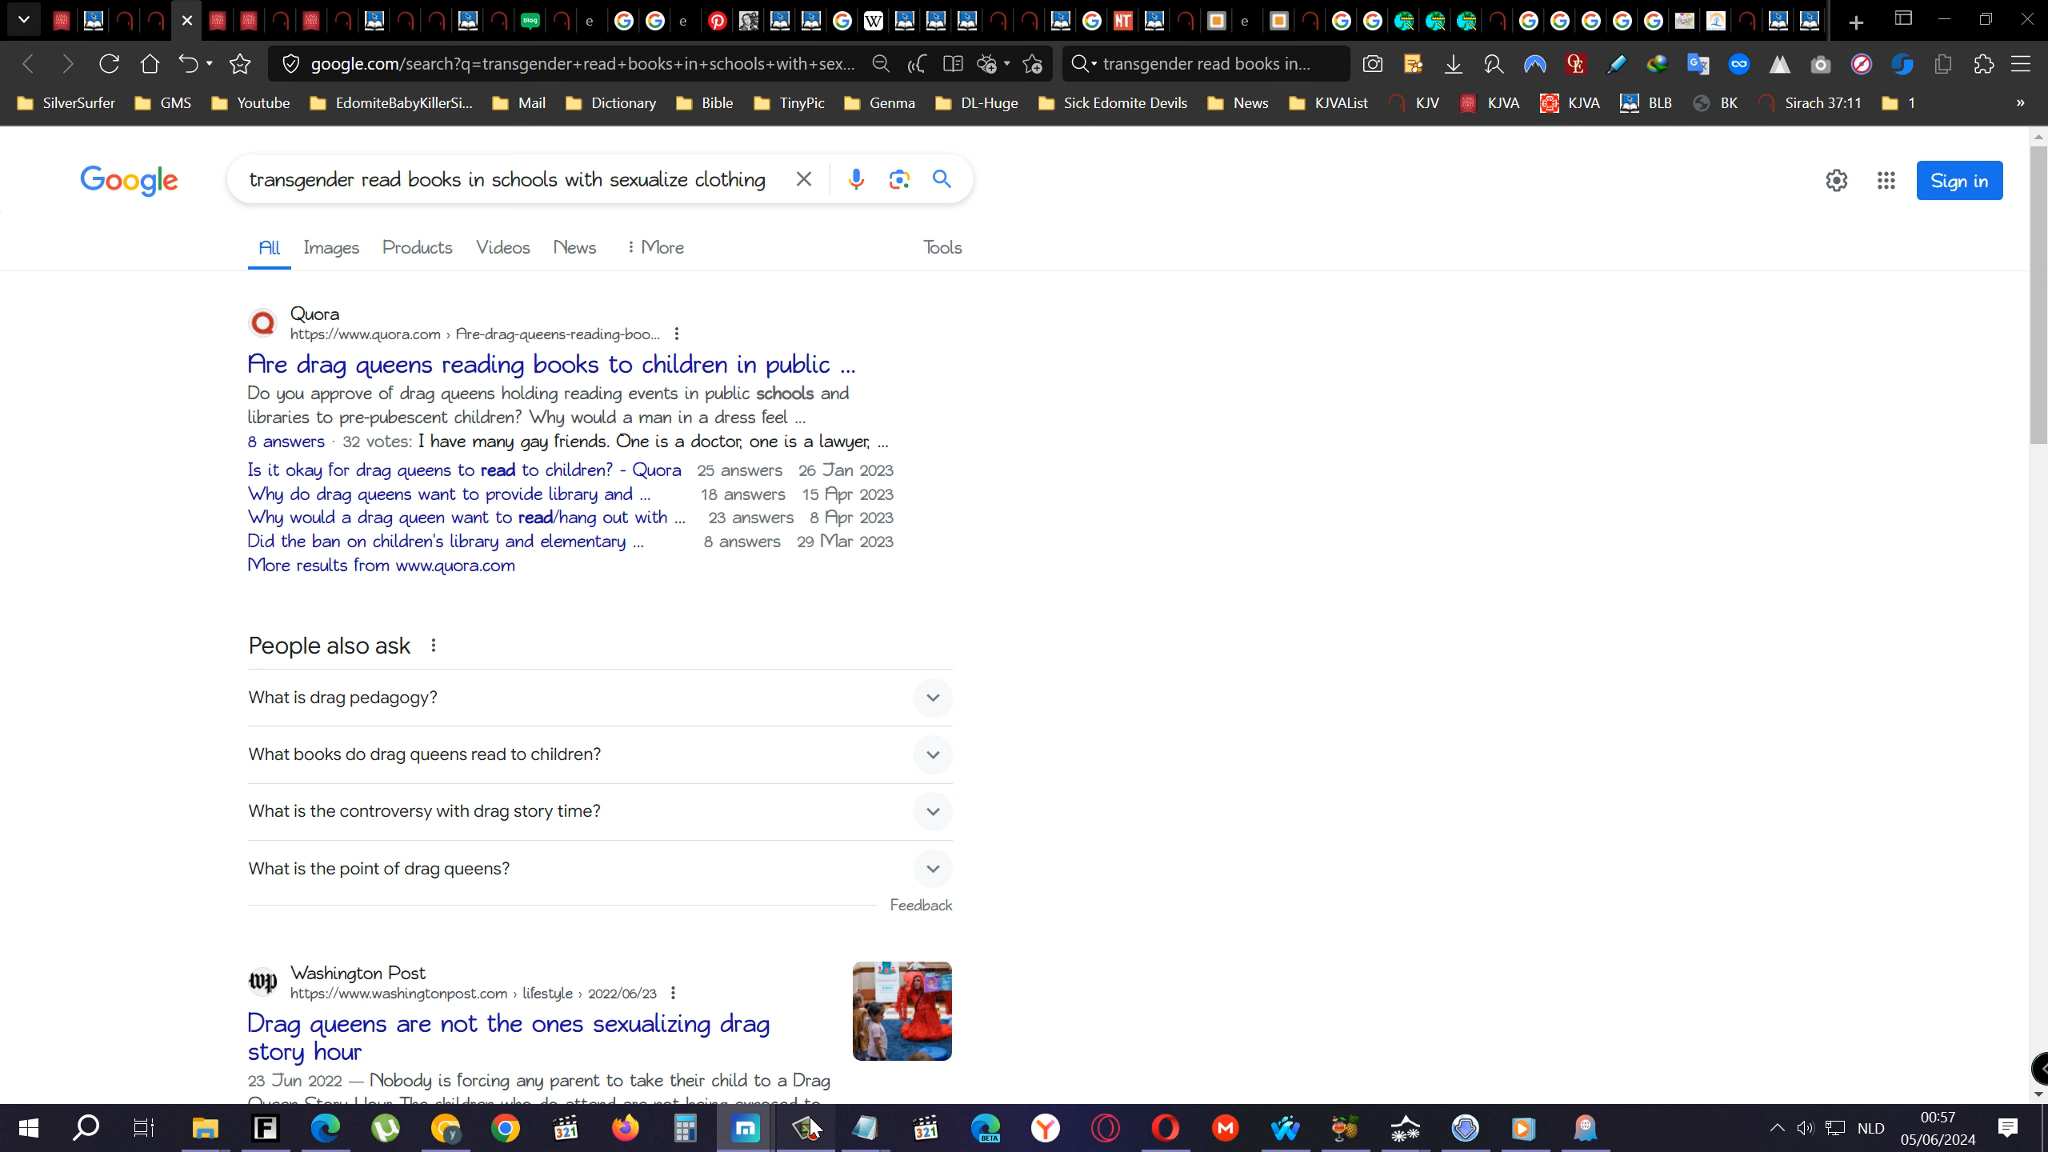 google.com/search?q=transgender+read+books+in+schools+with+sex...
transgender read books in...
SilverSurfer
GMS
Youtube
EdomiteBabyKillerSi...
Mail
Dictionary
Bible
TinyPic
Genma
DL-Huge
Sick Edomite Devils
News
KJVAList
KJV
KJVA
KJVA
BLB
BK
Sirach 37:11
1
Google
transgender read books in schools with sexualize clothing
Sign in
All
Images
Products
Videos
News
More
Tools
Quora
https://www.quora.com › Are-drag-queens-reading-boo...
Are drag queens reading books to children in public ...
Do you approve of drag queens holding reading events in public schools and
libraries to pre-pubescent children? Why would a man in a dress feel ...
8 answers · 32 votes: I have many gay friends. One is a doctor, one is a lawyer, ...
Is it okay for drag queens to read to children? - Quora 25 answers 26 Jan 2023
Why do drag queens want to provide library and ... 18 answers 15 Apr 2023
Why would a drag queen want to read/hang out with ... 23 answers 8 Apr 2023
Did the ban on children's library and elementary ... 8 answers 29 Mar 2023
More results from www.quora.com
People also ask
What is drag pedagogy?
What books do drag queens read to children?
What is the controversy with drag story time?
What is the point of drag queens?
Feedback
Washington Post
https://www.washingtonpost.com › lifestyle › 2022/06/23
Drag queens are not the ones sexualizing drag
story hour
23 Jun 2022 — Nobody is forcing any parent to take their child to a Drag
NLD
00:57
05/06/2024